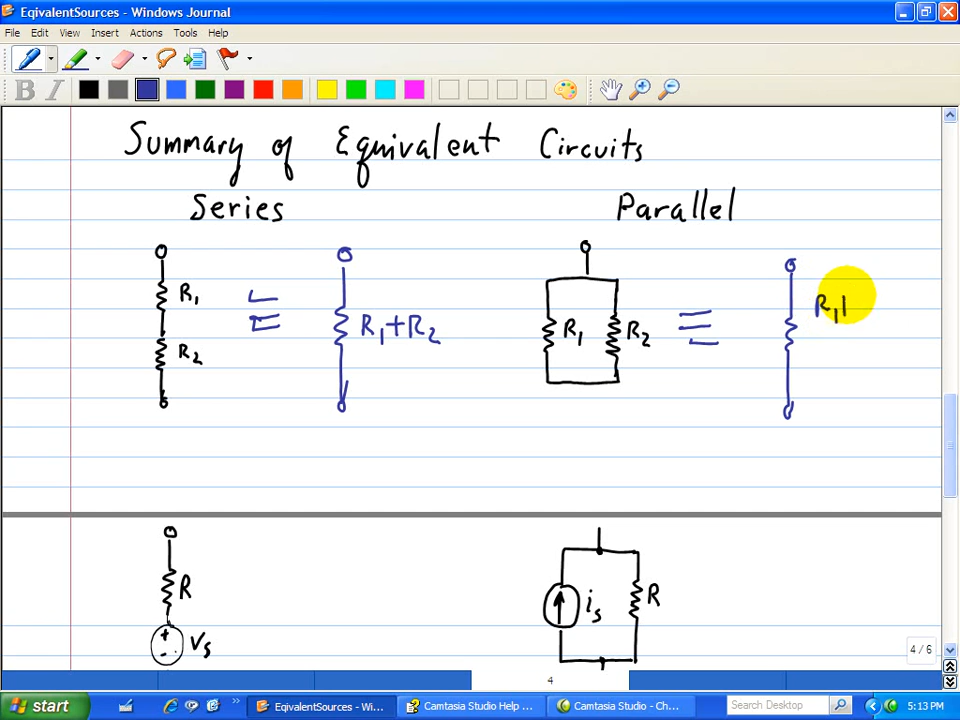 EqivalentSources - Windows Journal
File Edit View Insert Actions Tools Help
B I
Summary of Equivalent Circuits
Series Parallel
R1
R2
R1+R2
R1
R2
R1|
R
Vs
+
-
is
R
4 / 6
4
start
EqivalentSources - Wi...
Camtasia Studio Help ...
Camtasia Studio - Ch...
Search Desktop
5:13 PM